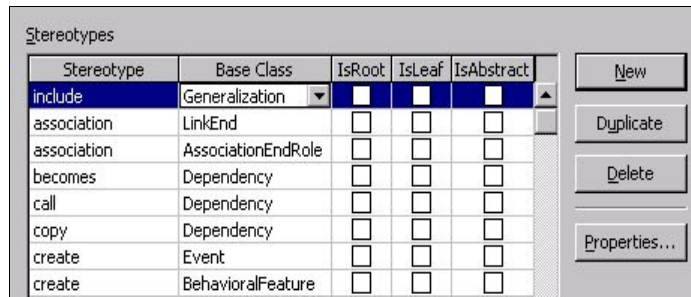 Stereotypes
Stereotype Base Class IsRoot IsLeaf IsAbstract
include Generalization
association LinkEnd
association AssociationEndRole
becomes Dependency
call Dependency
copy Dependency
create Event
create BehavioralFeature
New
Duplicate
Delete
Properties...